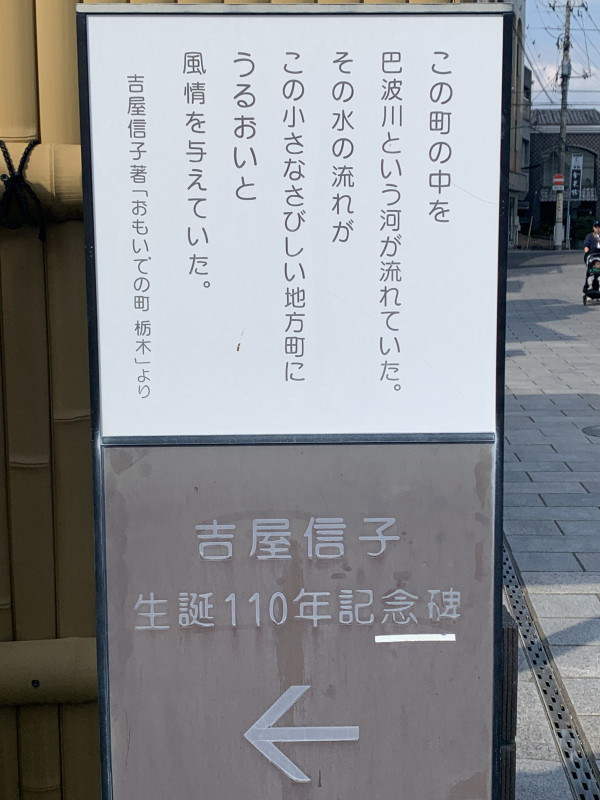 この町の中を
巴波川という河が流れていた。
その水の流れが
この小さなさびしい地方町に
うるおいと
風情を与えていた。
吉屋信子著「おもいでの町 栃木」より
吉屋信子
生誕110年記念碑